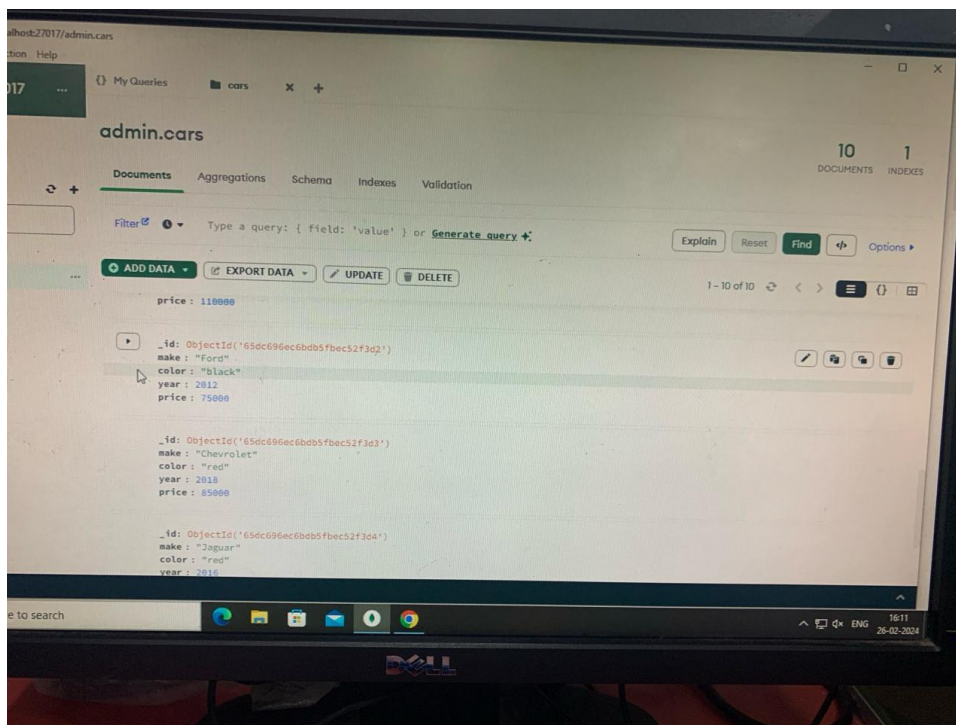 alhost:27017/admin.cars
ction Help
017 ...
{} My Queries cars × +
admin.cars
10 DOCUMENTS
1 INDEXES
Documents Aggregations Schema Indexes Validation
Filter Type a query: { field: 'value' } or Generate query
Explain Reset Find </> Options
ADD DATA EXPORT DATA UPDATE DELETE
1 – 10 of 10 {}
price : 110000
_id: ObjectId('65dc696ec6bdb5fbec52f3d2')
make : "Ford"
color : "black"
year : 2012
price : 75000
_id: ObjectId('65dc696ec6bdb5fbec52f3d3')
make : "Chevrolet"
color : "red"
year : 2018
price : 85000
_id: ObjectId('65dc696ec6bdb5fbec52f3d4')
make : "Jaguar"
color : "red"
year : 2016
e to search
ENG 16:11
26-02-2024
DELL